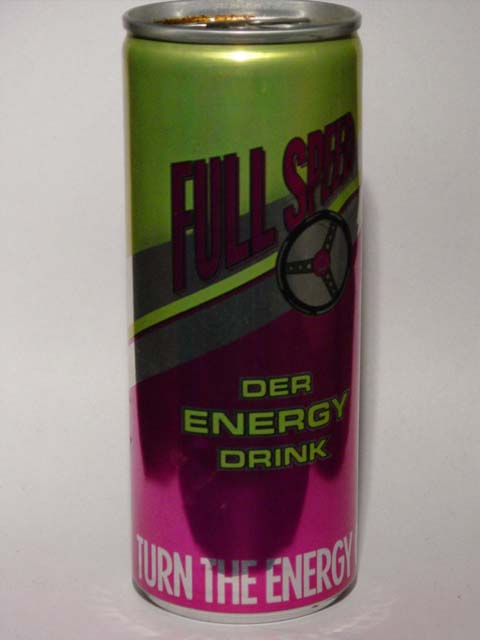 FULL SPEED
DER
ENERGY
DRINK
TURN THE ENERGY